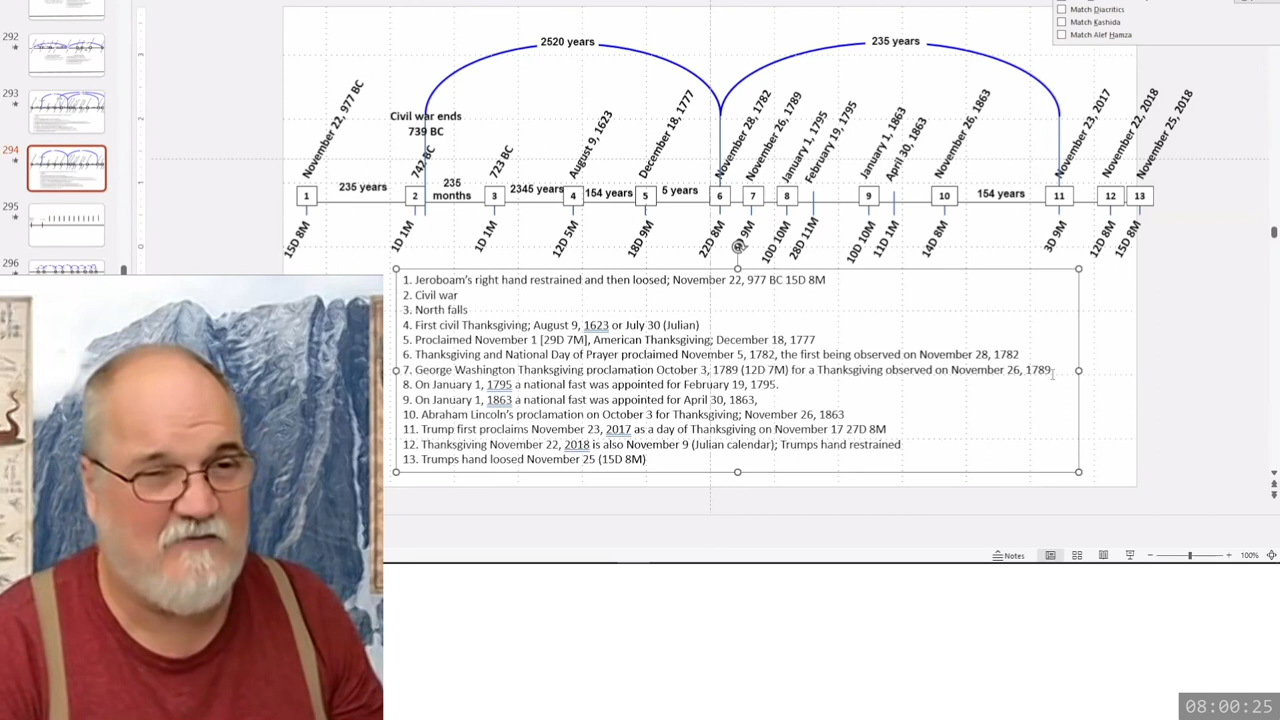 Match Diacritics
Match Kashida
Match Alef Hamza
292
293
294
295
296
2520 years
235 years
Civil war ends
739 BC
November 22, 977 BC
742 BC
723 BC
August 9, 1623
December 18, 1777
November 28, 1782
November 26, 1789
January 1, 1795
February 19, 1795
January 1, 1863
April 30, 1863
November 26, 1863
November 23, 2017
November 22, 2018
November 25, 2018
235 years
235
months
2345 years
154 years
6 years
154 years
1 2 3 4 5 6 7 8 9 10 11 12 13
15D 8M
1D 1M
1D 1M
12D 5M
18D 9M
22D 8M
10D 10M
28D 11M
10D 10M
11D 1M
14D 8M
3D 9M
12D 8M
15D 8M
1. Jeroboam's right hand restrained and then loosed; November 22, 977 BC 15D 8M
2. Civil war
3. North falls
4. First civil Thanksgiving; August 9, 1623 or July 30 (Julian)
5. Proclaimed November 1 [29D 7M], American Thanksgiving; December 18, 1777
6. Thanksgiving and National Day of Prayer proclaimed November 5, 1782, the first being observed on November 28, 1782
7. George Washington Thanksgiving proclamation October 3, 1789 (12D 7M) for a Thanksgiving observed on November 26, 1789
8. On January 1, 1795 a national fast was appointed for February 19, 1795.
9. On January 1, 1863 a national fast was appointed for April 30, 1863,
10. Abraham Lincoln's proclamation on October 3 for Thanksgiving; November 26, 1863
11. Trump first proclaims November 23, 2017 as a day of Thanksgiving on November 17 27D 8M
12. Thanksgiving November 22, 2018 is also November 9 (Julian calendar); Trumps hand restrained
13. Trumps hand loosed November 25 (15D 8M)
Notes
100%
08:00:25